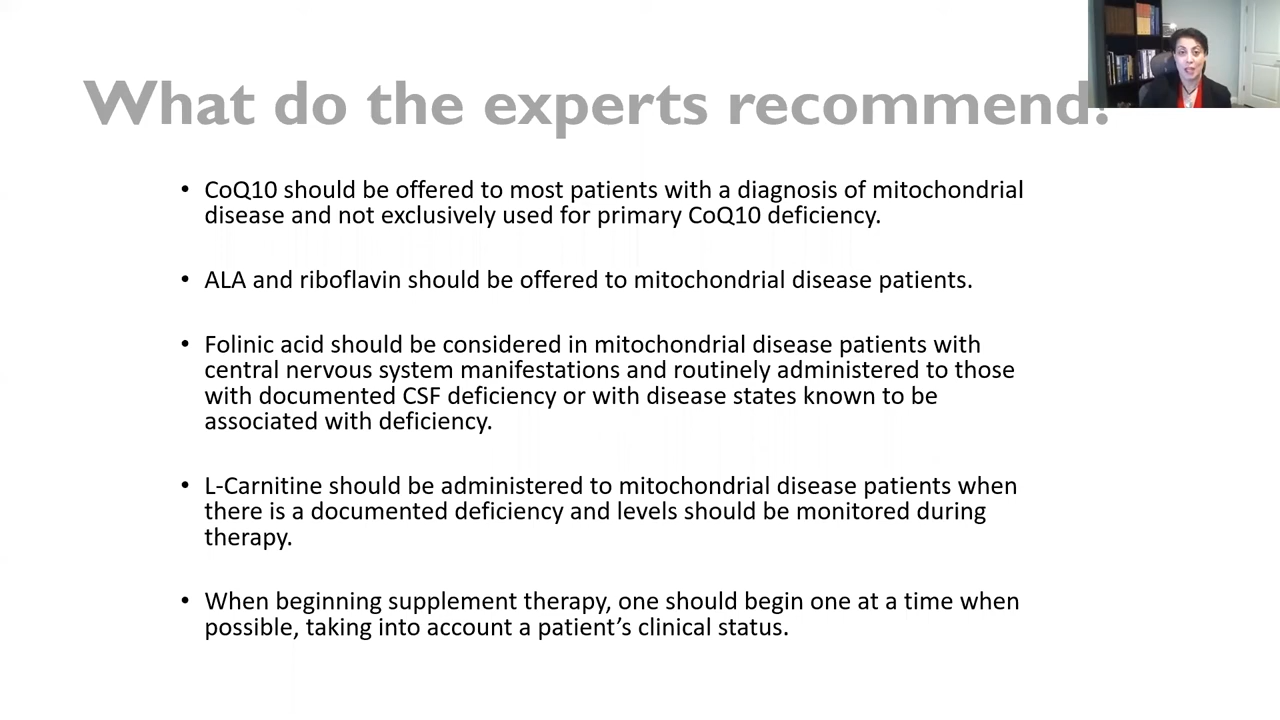 What do the experts recommend?
• CoQ10 should be offered to most patients with a diagnosis of mitochondrial
disease and not exclusively used for primary CoQ10 deficiency.
• ALA and riboflavin should be offered to mitochondrial disease patients.
• Folinic acid should be considered in mitochondrial disease patients with
central nervous system manifestations and routinely administered to those
with documented CSF deficiency or with disease states known to be
associated with deficiency.
• L-Carnitine should be administered to mitochondrial disease patients when
there is a documented deficiency and levels should be monitored during
therapy.
• When beginning supplement therapy, one should begin one at a time when
possible, taking into account a patient’s clinical status.